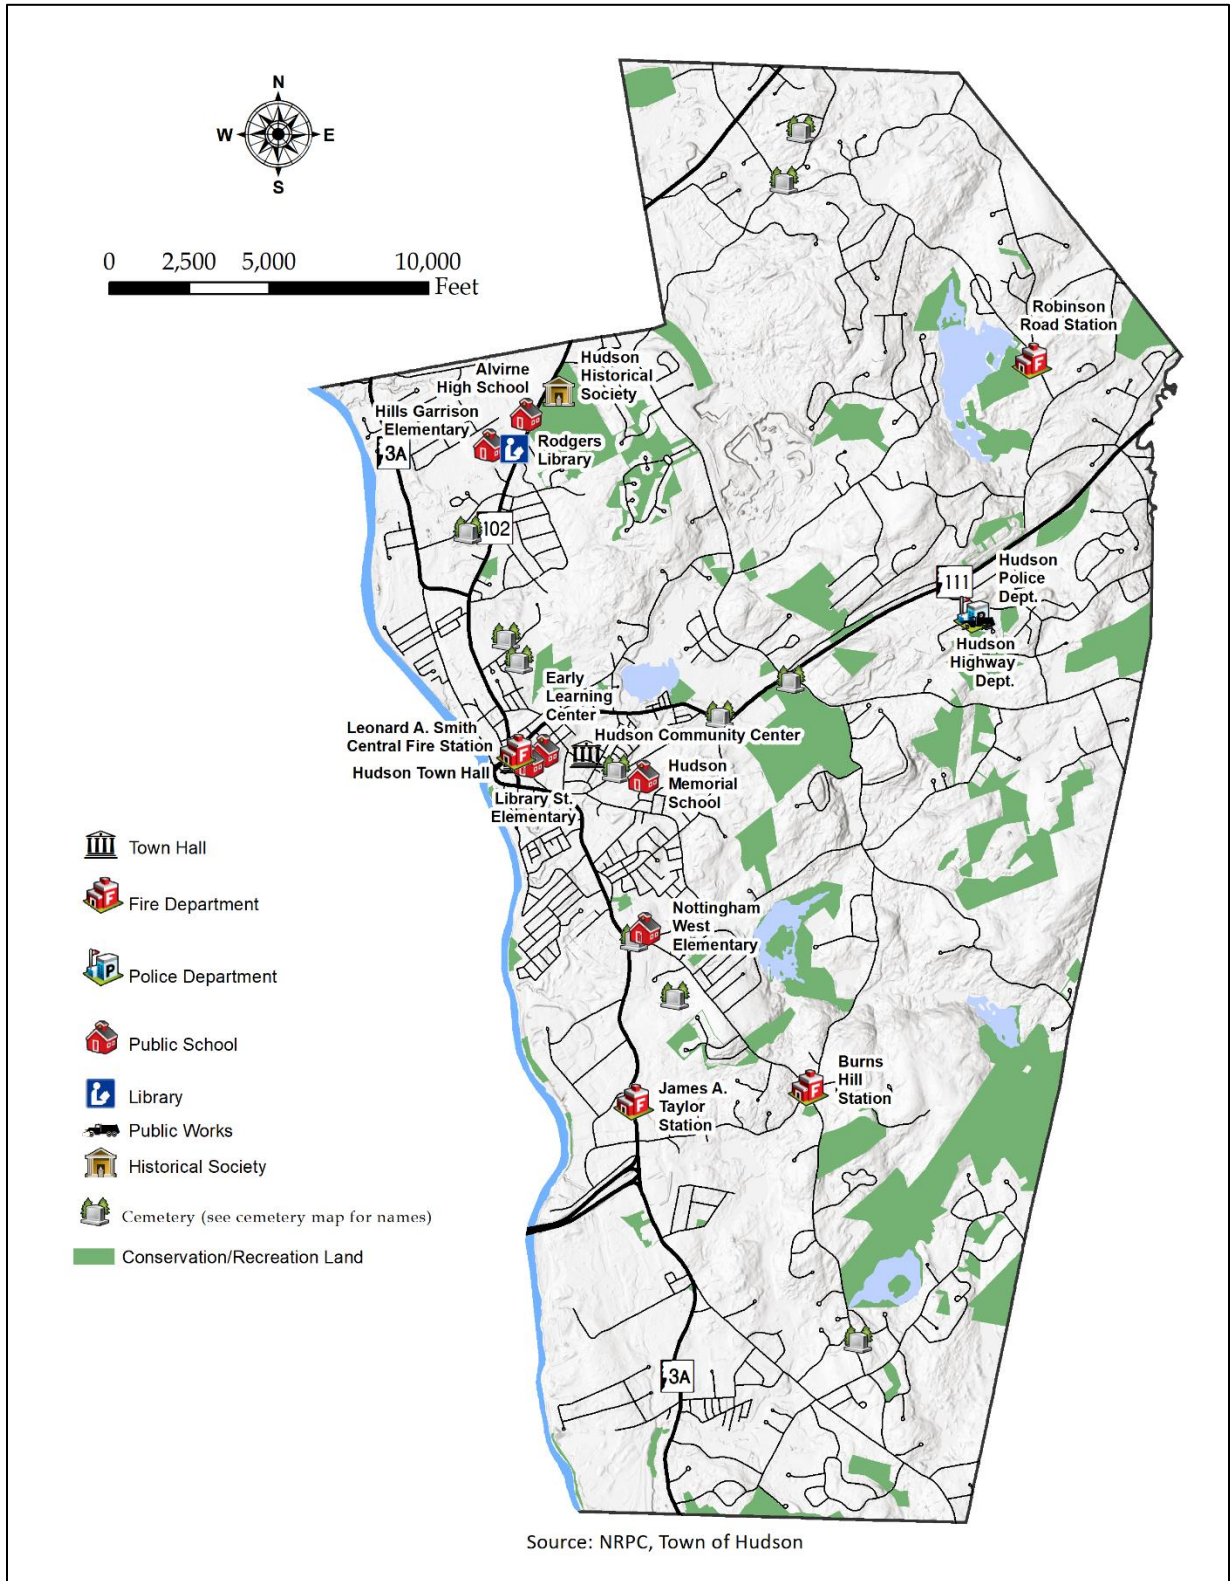 N
W
E
S
0
2,500
5,000
10,000
Feet
Robinson
Road Station
Alvirne
High School
Hudson
Historical
Society
Hills Garrison
Elementary
3A
Rodgers
Library
102
111
Hudson
Police
Dept.
Hudson
Highway
Dept.
Early
Learning
Center
Leonard A. Smith
Central Fire Station
Hudson Community Center
Hudson Town Hall
Hudson
Memorial
School
Library St.
Elementary
Town Hall
Fire Department
Police Department
Public School
Library
Public Works
Historical Society
Cemetery (see cemetery map for names)
Conservation/Recreation Land
Nottingham
West
Elementary
Burns
Hill
Station
James A.
Taylor
Station
3A
F
F
F
F
P
F
P
Source: NRPC, Town of Hudson